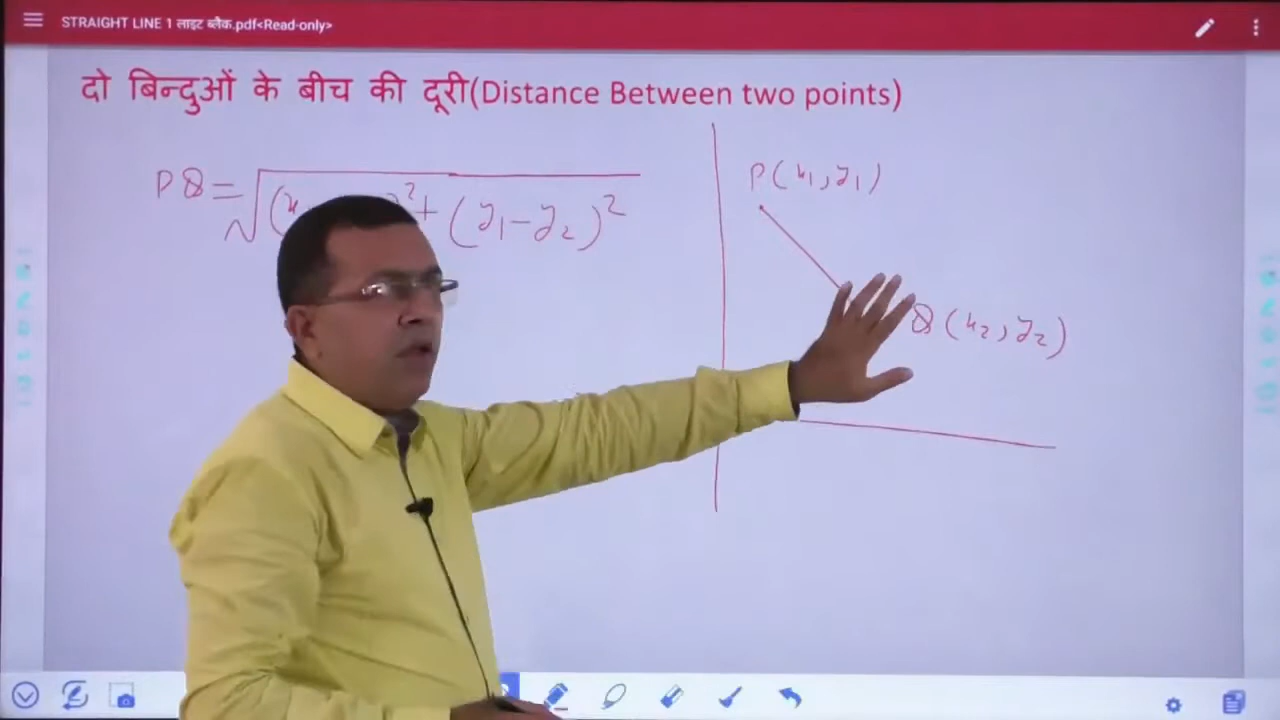 STRAIGHT LINE 1 लाइट ब्लैक.pdf<Read-only>
दो बिन्दुओं के बीच की दूरी(Distance Between two points)
PQ = √(x )² + (y₁ - y₂)²
P(x₁, y₁)
Q(x₂, y₂)